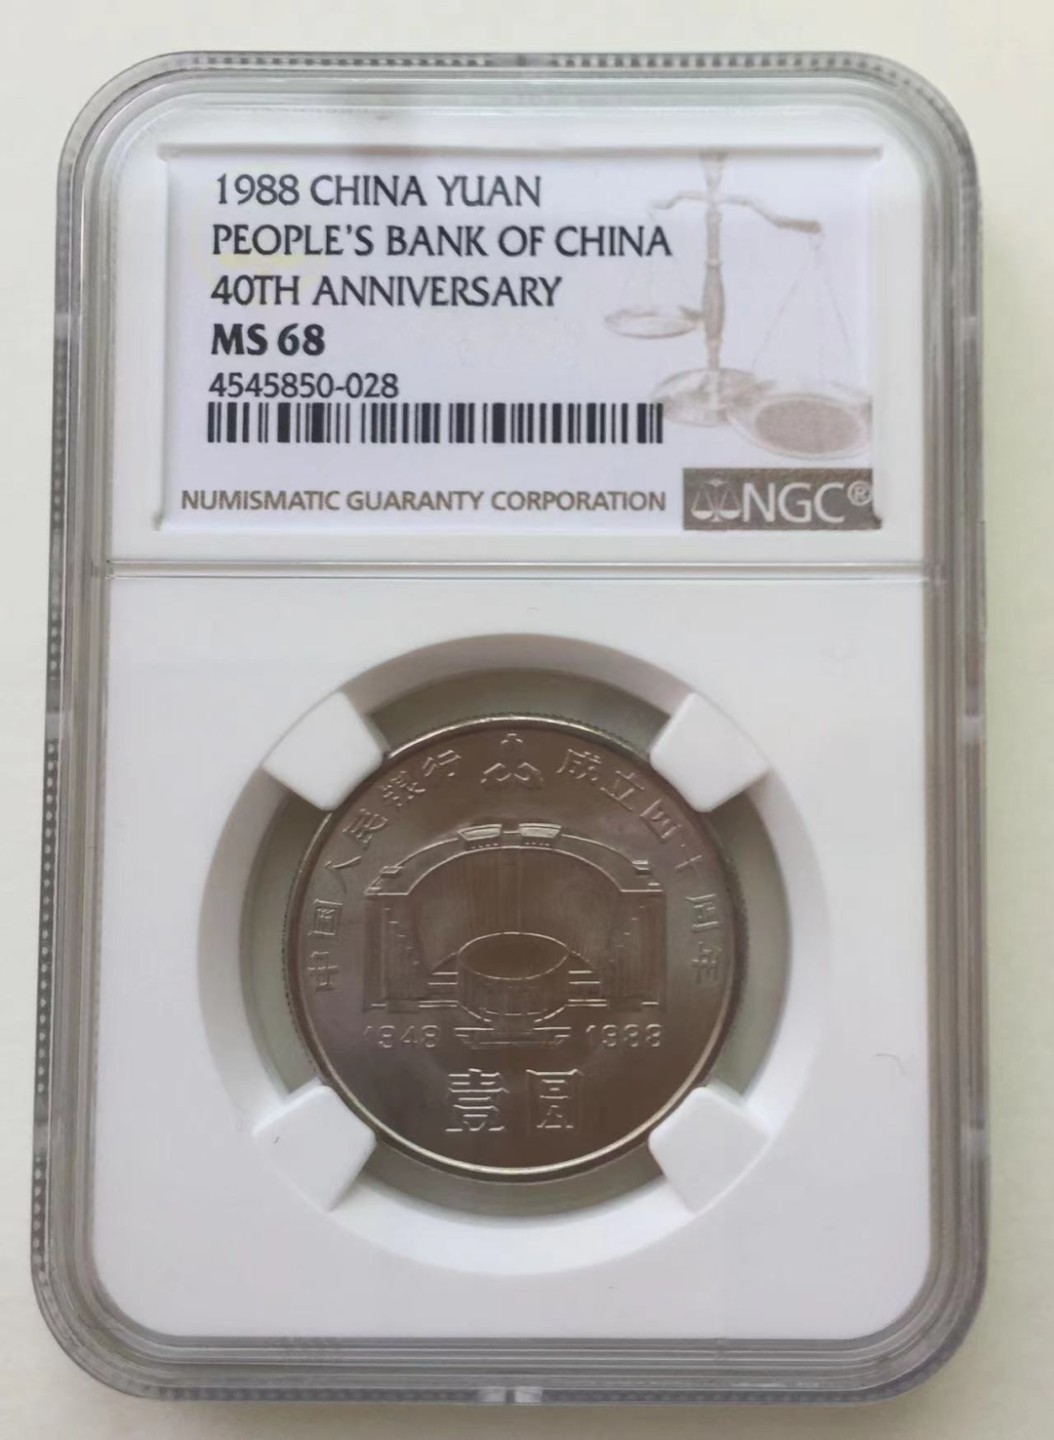 1988 CHINA YUAN
PEOPLE'S BANK OF CHINA
40TH ANNIVERSARY
MS 68
4545850-028
NUMISMATIC GUARANTY CORPORATION
NGC®
中国人民银行 成立四十周年
1948 1988
壹圆